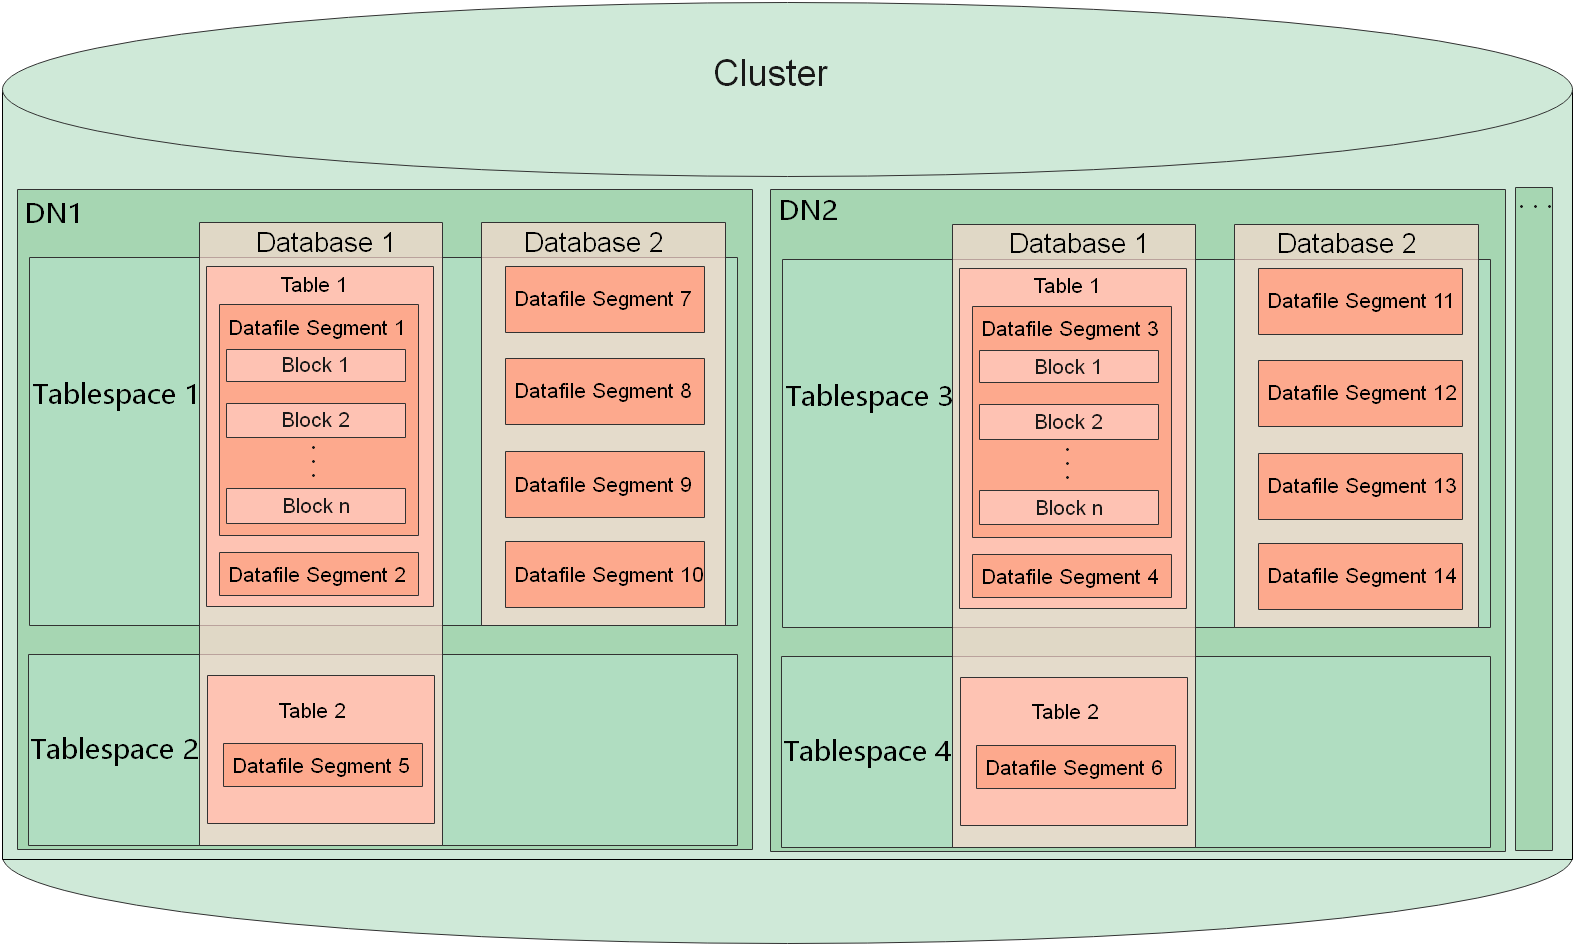 Cluster
DN1
Database 1
Database 2
Tablespace 1
Table 1
Datafile Segment 1
Block 1
Block 2
.
.
.
Block n
Datafile Segment 2
Datafile Segment 7
Datafile Segment 8
Datafile Segment 9
Datafile Segment 10
Tablespace 2
Table 2
Datafile Segment 5
DN2
Database 1
Database 2
Tablespace 3
Table 1
Datafile Segment 3
Block 1
Block 2
.
.
.
Block n
Datafile Segment 4
Datafile Segment 11
Datafile Segment 12
Datafile Segment 13
Datafile Segment 14
Tablespace 4
Table 2
Datafile Segment 6
. . .